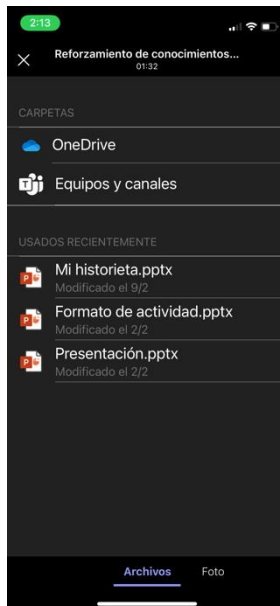 2:13
Reforzamiento de conocimientos...
01:32
CARPETAS
OneDrive
Equipos y canales
USADOS RECIENTEMENTE
Mi historieta.pptx
Modificado el 9/2
Formato de actividad.pptx
Modificado el 2/2
Presentación.pptx
Modificado el 2/2
Archivos Foto